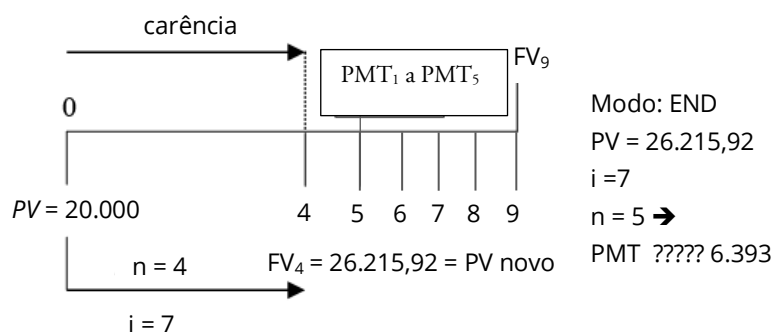 carência
PMT₁ a PMT₅
FV₉
0
PV = 20.000
4 5 6 7 8 9
n = 4
FV₄ = 26.215,92 = PV novo
i = 7
Modo: END
PV = 26.215,92
i =7
n = 5 ➔
PMT ????? 6.393